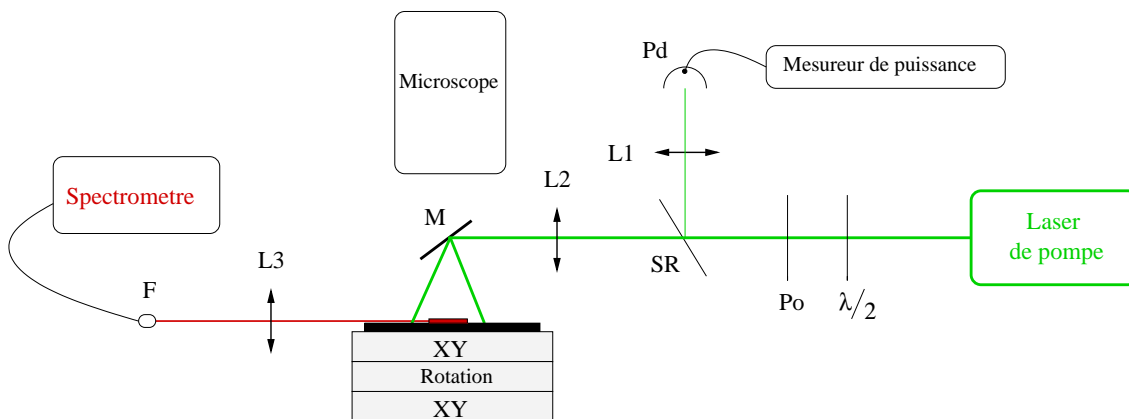 Pd
Mesureur de puissance
Microscope
L1
Spectrometre
L2
M
Laser
de pompe
SR
L3
Po
λ/2
F
XY
Rotation
XY